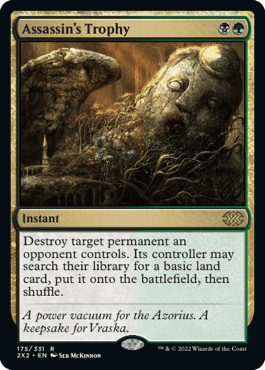 Assassin's Trophy
Instant
Destroy target permanent an
opponent controls. Its controller may
search their library for a basic land
card, put it onto the battlefield, then
shuffle.
A power vacuum for the Azorius. A
keepsake for Vraska.
175/331 R
2X2 • EN SEB MCKINNON
™ & © 2022 Wizards of the Coast